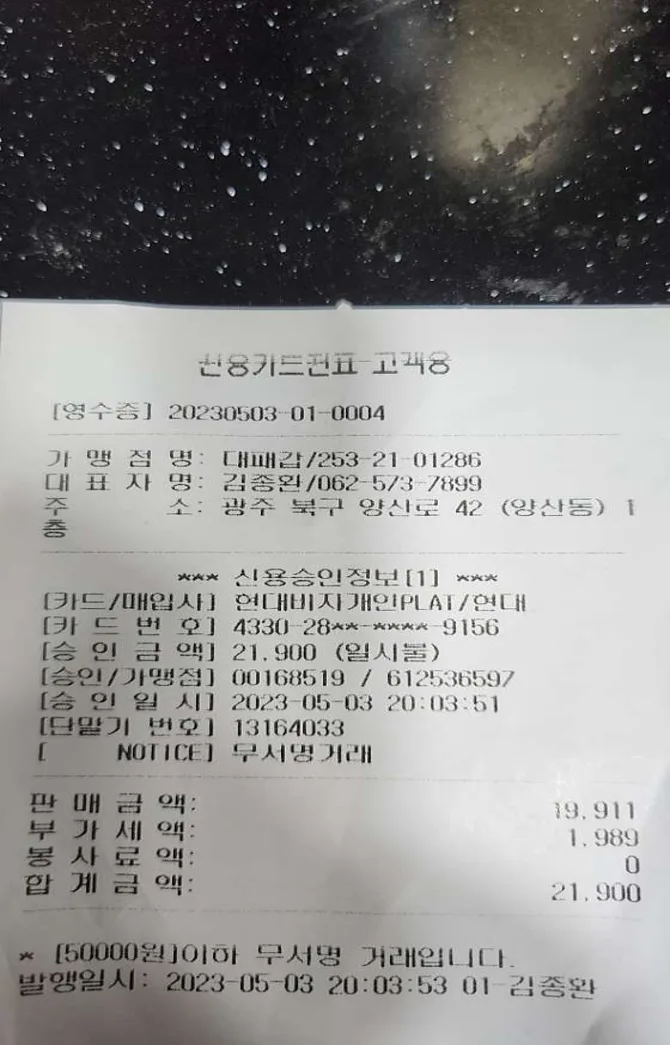 신용카드전표-고객용
[영수증] 20230503-01-0004
가 맹 점 명: 대패갑/253-21-01286
대 표 자 명: 김종환/062-573-7899
주 소: 광주 북구 양산로 42 (양산동) 1
층
*** 신용승인정보[1] ***
[카드/매입사] 현대비자개인PLAT/현대
[카 드 번 호] 4330-28**-****-9156
[승 인 금 액] 21,900 (일시불)
[승인/가맹점] 00168519 / 612536597
[승 인 일 시] 2023-05-03 20:03:51
[단말기 번호] 13164033
[ NOTICE] 무서명거래
판 매 금 액: 19,911
부 가 세 액: 1,989
봉 사 료 액: 0
합 계 금 액: 21,900
* [50000원]이하 무서명 거래입니다.
발행일시: 2023-05-03 20:03:53 01-김종환